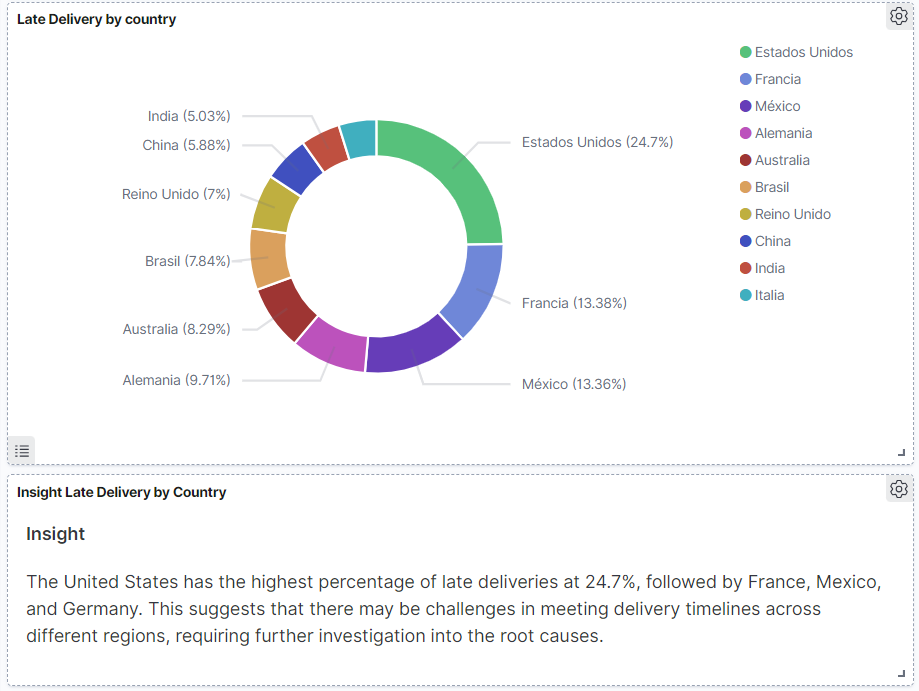 Late Delivery by country
Estados Unidos
Francia
México
Alemania
Australia
Brasil
Reino Unido
China
India
Italia
India (5.03%)
China (5.88%)
Reino Unido (7%)
Brasil (7.84%)
Australia (8.29%)
Alemania (9.71%)
Estados Unidos (24.7%)
Francia (13.38%)
México (13.36%)
Insight Late Delivery by Country
Insight
The United States has the highest percentage of late deliveries at 24.7%, followed by France, Mexico,
and Germany. This suggests that there may be challenges in meeting delivery timelines across
different regions, requiring further investigation into the root causes.